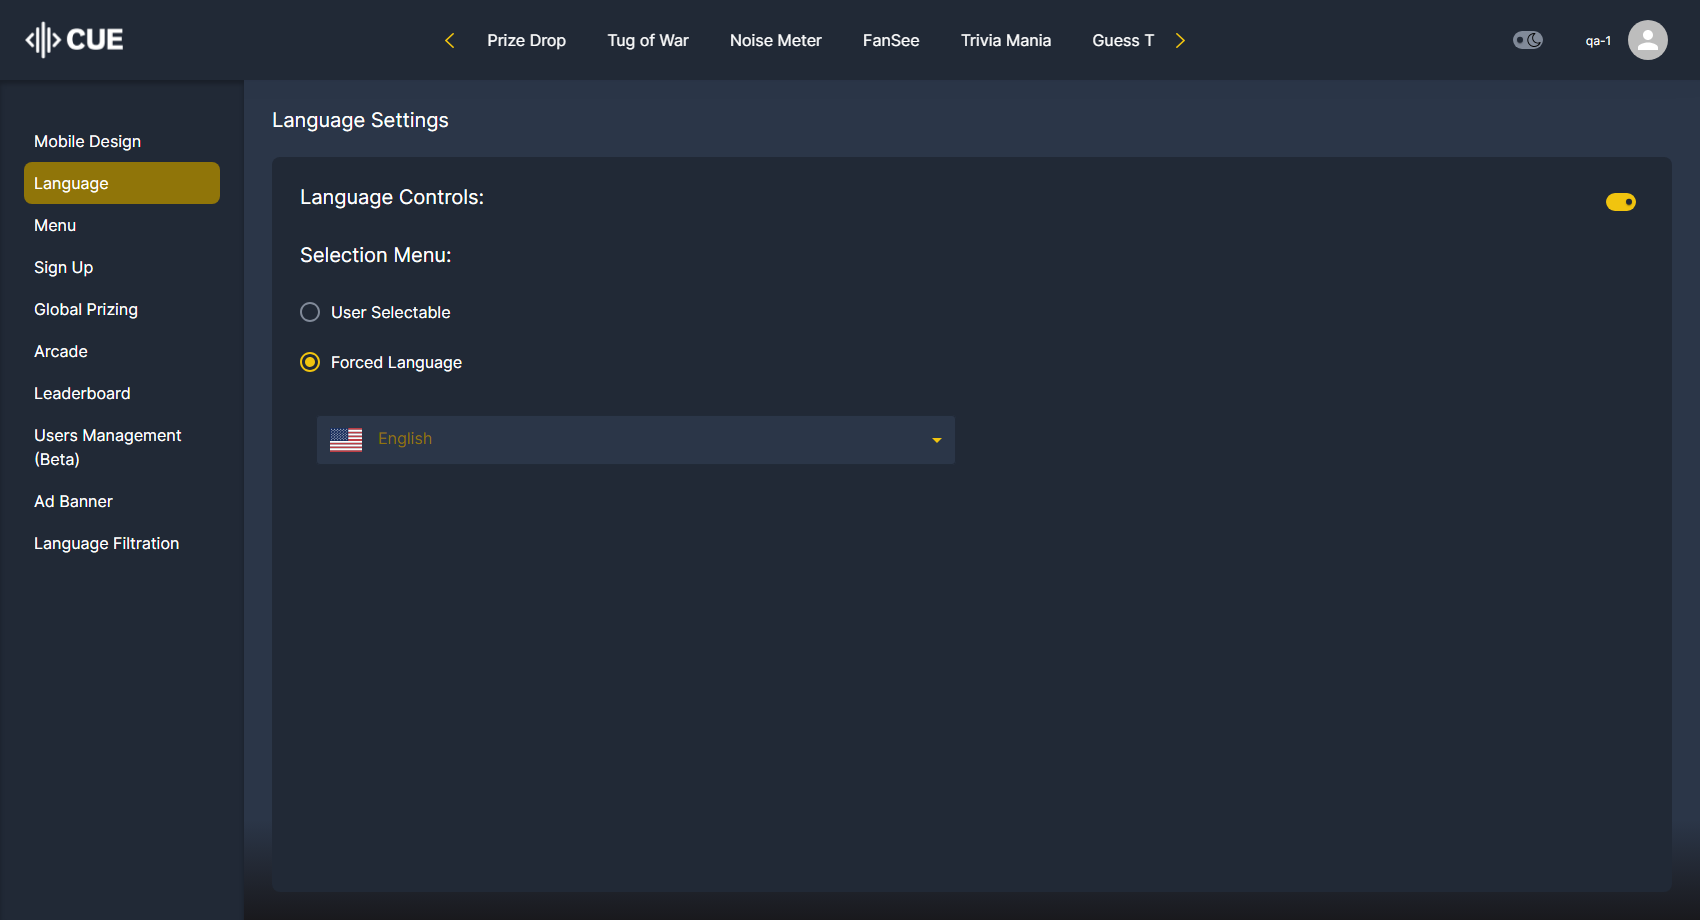 CUE
Prize Drop
Tug of War
Noise Meter
FanSee
Trivia Mania
Guess T
qa-1
Mobile Design
Language
Menu
Sign Up
Global Prizing
Arcade
Leaderboard
Users Management
(Beta)
Ad Banner
Language Filtration
Language Settings
Language Controls:
Selection Menu:
User Selectable
Forced Language
English